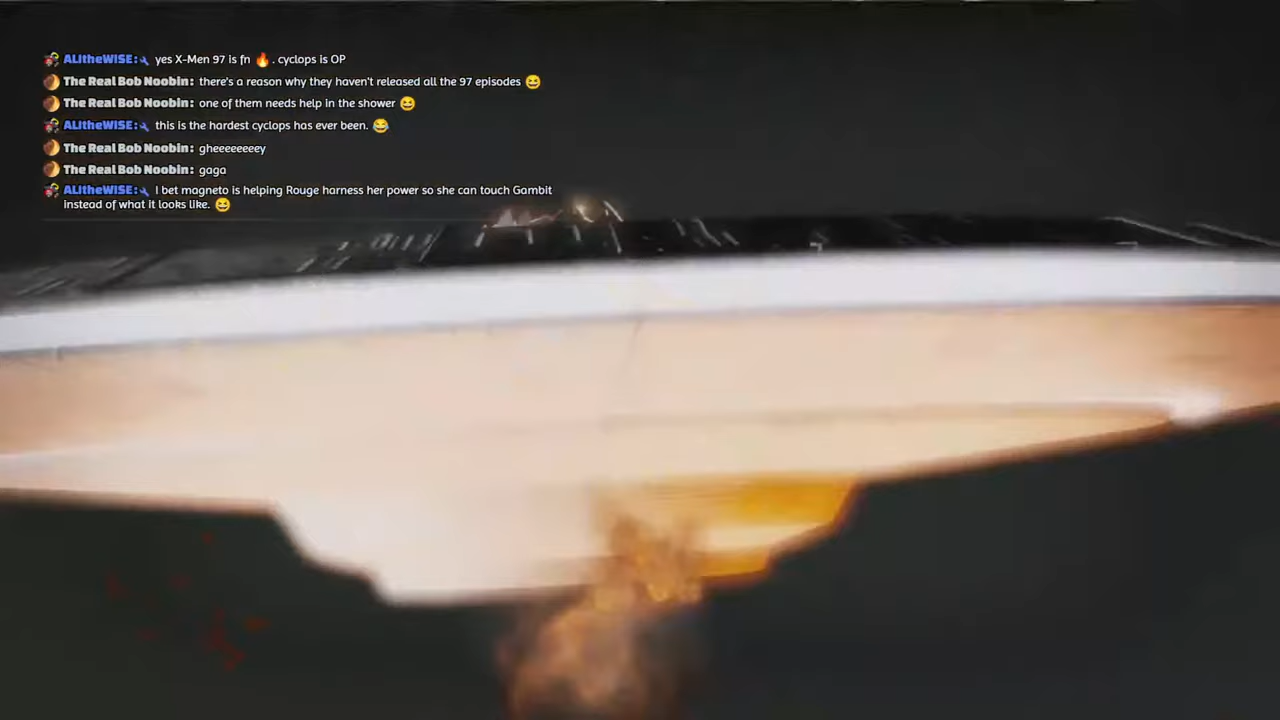 ALItheWISE: yes X-Men 97 is fn 🔥. cyclops is OP
The Real Bob Noobin: there's a reason why they haven't released all the 97 episodes 😆
The Real Bob Noobin: one of them needs help in the shower 😆
ALItheWISE: this is the hardest cyclops has ever been. 😂
The Real Bob Noobin: gheeeeeeey
The Real Bob Noobin: gaga
ALItheWISE: I bet magneto is helping Rouge harness her power so she can touch Gambit
instead of what it looks like. 😆